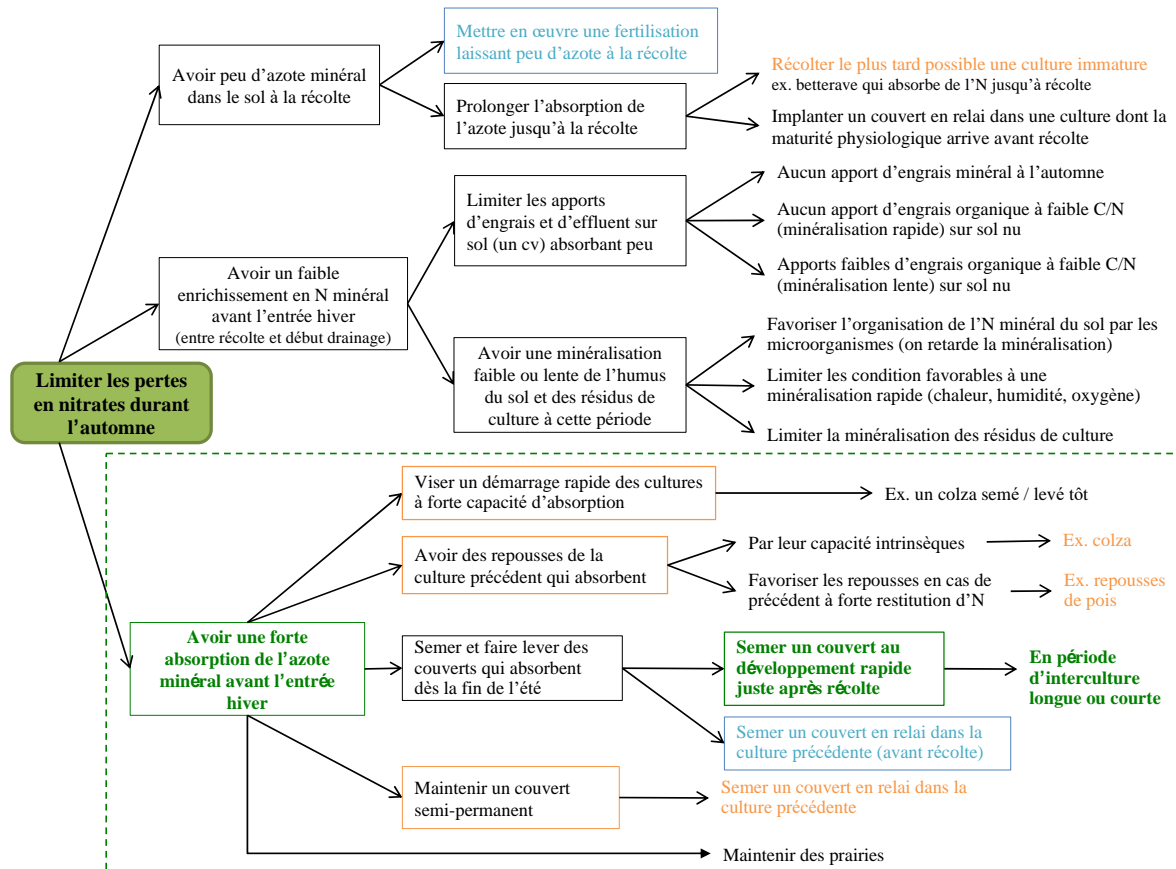 Mettre en œuvre une fertilisation
laissant peu d'azote à la récolte
Avoir peu d'azote minéral
dans le sol à la récolte
Récolter le plus tard possible une culture immature
ex. betterave qui absorbe de l'N jusqu'à récolte
Prolonger l'absorption de
l'azote jusqu'à la récolte
Implanter un couvert en relai dans une culture dont la
maturité physiologique arrive avant récolte
Aucun apport d'engrais minéral à l'automne
Limiter les apports
d'engrais et d'effluent sur
sol (un cv) absorbant peu
Aucun apport d'engrais organique à faible C/N
(minéralisation rapide) sur sol nu
Apports faibles d'engrais organique à faible C/N
(minéralisation lente) sur sol nu
Avoir un faible
enrichissement en N minéral
avant l'entrée hiver
(entre récolte et début drainage)
Favoriser l'organisation de l'N minéral du sol par les
microorganismes (on retarde la minéralisation)
Avoir une minéralisation
faible ou lente de l'humus
du sol et des résidus de
culture à cette période
Limiter les condition favorables à une
minéralisation rapide (chaleur, humidité, oxygène)
Limiter la minéralisation des résidus de culture
Limiter les pertes
en nitrates durant
l'automne
Viser un démarrage rapide des cultures
à forte capacité d'absorption
Ex. un colza semé / levé tôt
Avoir des repousses de la
culture précédent qui absorbent
Par leur capacité intrinsèques
Ex. colza
Favoriser les repousses en cas de
précédent à forte restitution d'N
Ex. repousses
de pois
Avoir une forte
absorption de l'azote
minéral avant l'entrée
hiver
Semer et faire lever des
couverts qui absorbent
dès la fin de l'été
Semer un couvert au
développement rapide
juste après récolte
En période
d'interculture
longue ou courte
Semer un couvert en relai dans la
culture précédente (avant récolte)
Maintenir un couvert
semi-permanent
Semer un couvert en relai dans la
culture précédente
Maintenir des prairies